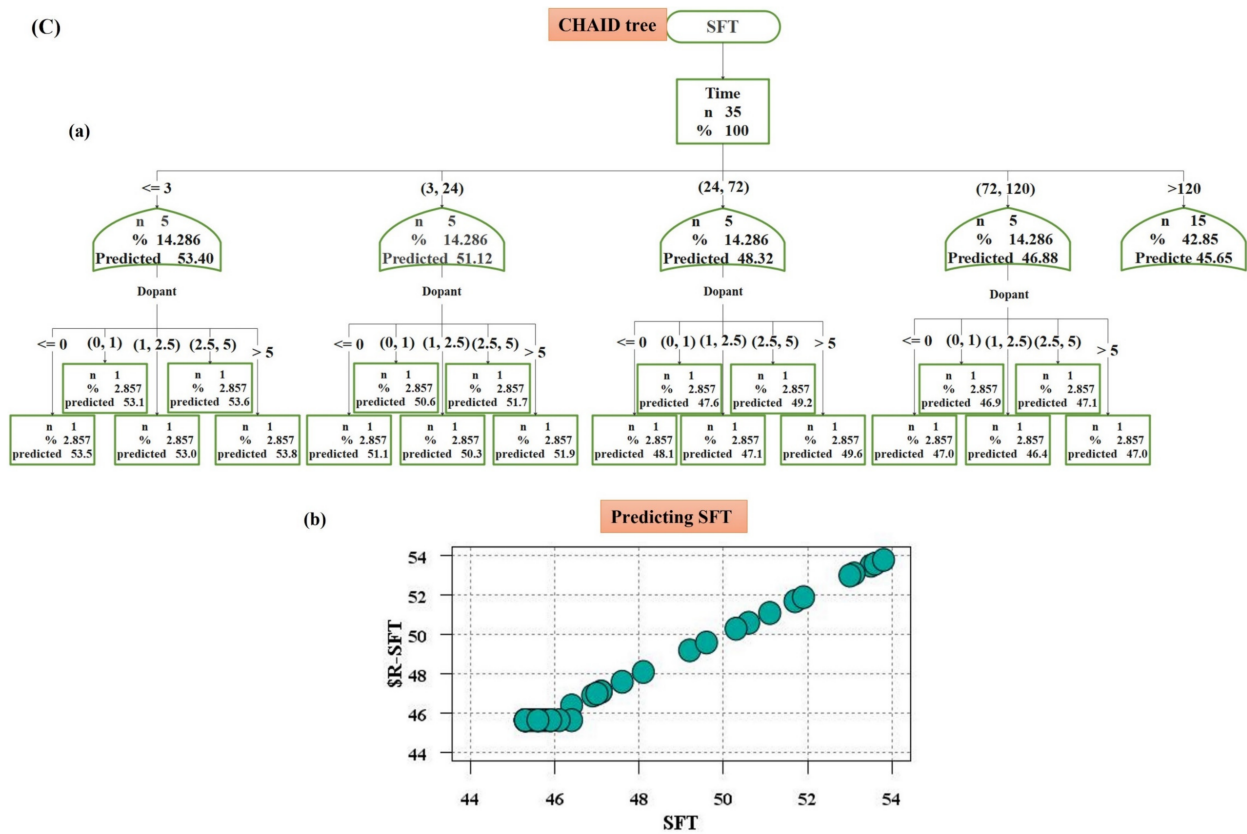 (C)
CHAID tree
SFT
Time
n 35
% 100
(a)
<= 3
(3, 24)
(24, 72)
(72, 120)
>120
n 5
% 14.286
Predicted 53.40
n 5
% 14.286
Predicted 51.12
n 5
% 14.286
Predicted 48.32
n 5
% 14.286
Predicted 46.88
n 15
% 42.85
Predicte 45.65
Dopant
Dopant
Dopant
Dopant
<= 0
(0, 1)
(1, 2.5)
(2.5, 5)
> 5
<= 0
(0, 1)
(1, 2.5)
(2.5, 5)
> 5
<= 0
(0, 1)
(1, 2.5)
(2.5, 5)
> 5
<= 0
(0, 1)
(1, 2.5)
(2.5, 5)
> 5
n 1
% 2.857
predicted 53.1
n 1
% 2.857
predicted 53.6
n 1
% 2.857
predicted 50.6
n 1
% 2.857
predicted 51.7
n 1
% 2.857
predicted 47.6
n 1
% 2.857
predicted 49.2
n 1
% 2.857
predicted 46.9
n 1
% 2.857
predicted 47.1
n 1
% 2.857
predicted 53.5
n 1
% 2.857
predicted 53.0
n 1
% 2.857
predicted 53.8
n 1
% 2.857
predicted 51.1
n 1
% 2.857
predicted 50.3
n 1
% 2.857
predicted 51.9
n 1
% 2.857
predicted 48.1
n 1
% 2.857
predicted 47.1
n 1
% 2.857
predicted 49.6
n 1
% 2.857
predicted 47.0
n 1
% 2.857
predicted 46.4
n 1
% 2.857
predicted 47.0
(b)
Predicting SFT
$R-SFT
54
52
50
48
46
44
44
46
48
50
52
54
SFT